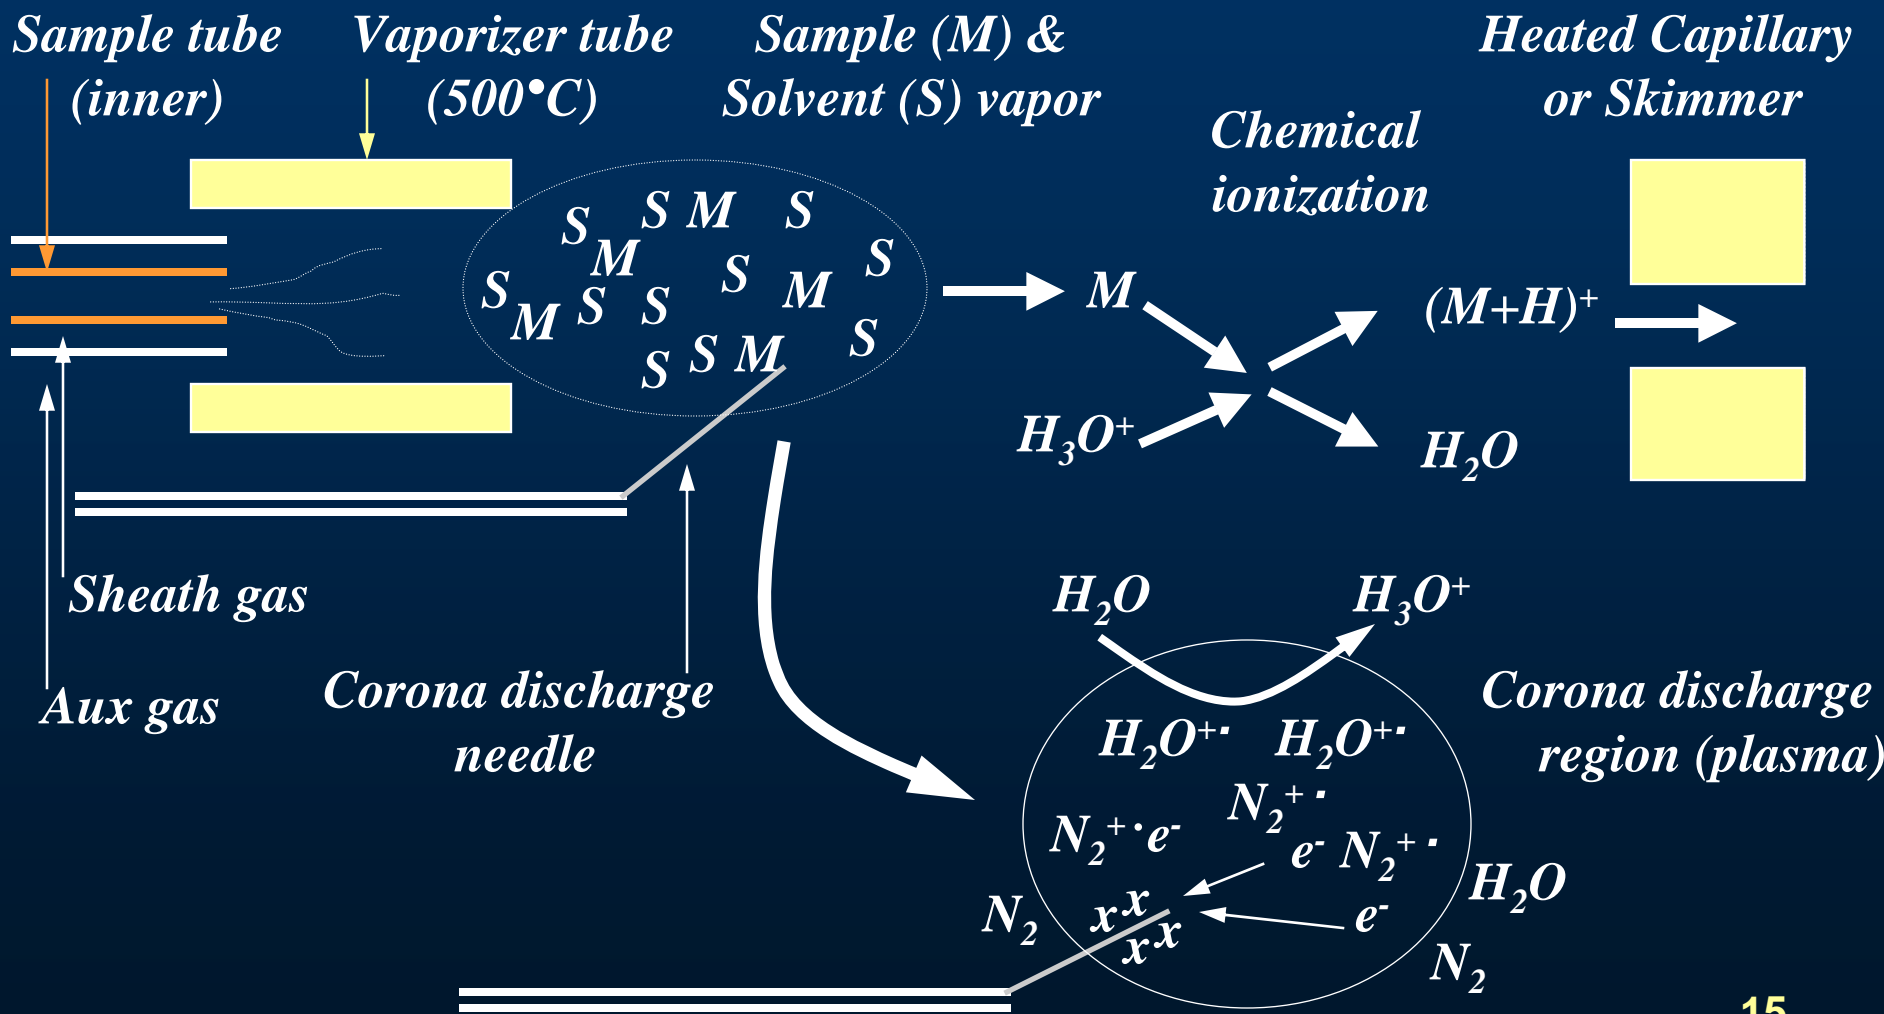 Sample tube
(inner)
Vaporizer tube
(500°C)
Sample (M) &
Solvent (S) vapor
Heated Capillary
or Skimmer
Chemical
ionization
S S M S
M S S
S M S S M
S S M S
M
(M+H)⁺
H₃O⁺
H₂O
Sheath gas
Aux gas
Corona discharge
needle
H₂O H₃O⁺
Corona discharge
region (plasma)
H₂O⁺· H₂O⁺·
N₂⁺·
N₂⁺·e⁻
e⁻ N₂⁺·
H₂O
N₂
x x
x x
e⁻
N₂
15